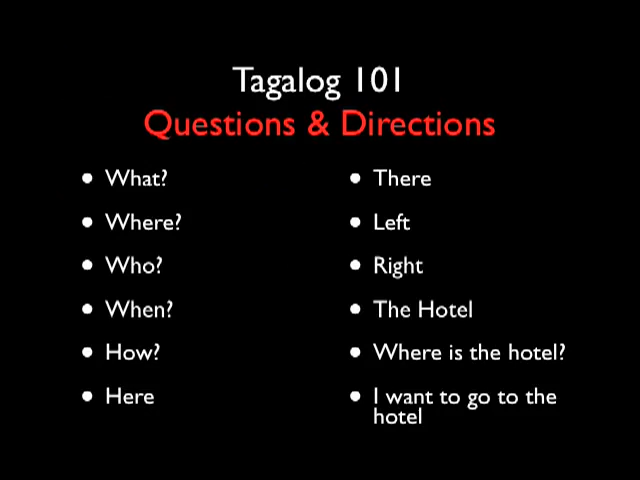 Tagalog 101
Questions & Directions
• What?
• Where?
• Who?
• When?
• How?
• Here
• There
• Left
• Right
• The Hotel
• Where is the hotel?
• I want to go to the
hotel